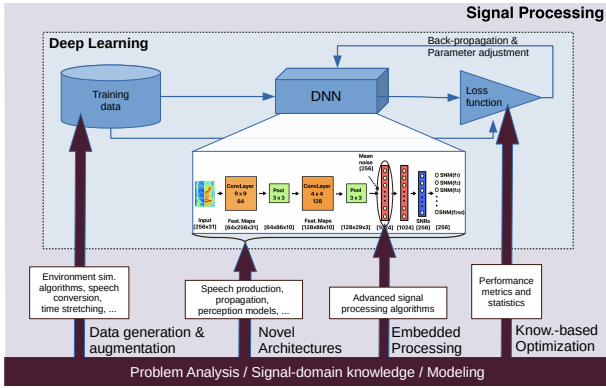 Signal Processing
Deep Learning
Back-propagation &
Parameter adjustment
Training
data
DNN
Loss
function
Mean
noise
[256]
ConvLayer
9 x 9
64
Pool
3 x 3
ConvLayer
4 x 4
128
Pool
3 x 3
SNM(f₁)
SNM(f₂)
SNM(f₃)
SNM(f₂₅₆)
Input
[256x31]
Feat. Maps
[64x256x31]
[64x86x10]
Feat. Maps
[128x86x10]
[128x29x3]
[1024]
[1024]
SNRs
[256]
[256]
Environment sim.
algorithms, speech
conversion,
time stretching, ...
Speech production,
propagation,
perception models, ...
Advanced signal
processing algorithms
Performance
metrics and
statistics
Data generation &
augmentation
Novel
Architectures
Embedded
Processing
Know.-based
Optimization
Problem Analysis / Signal-domain knowledge / Modeling